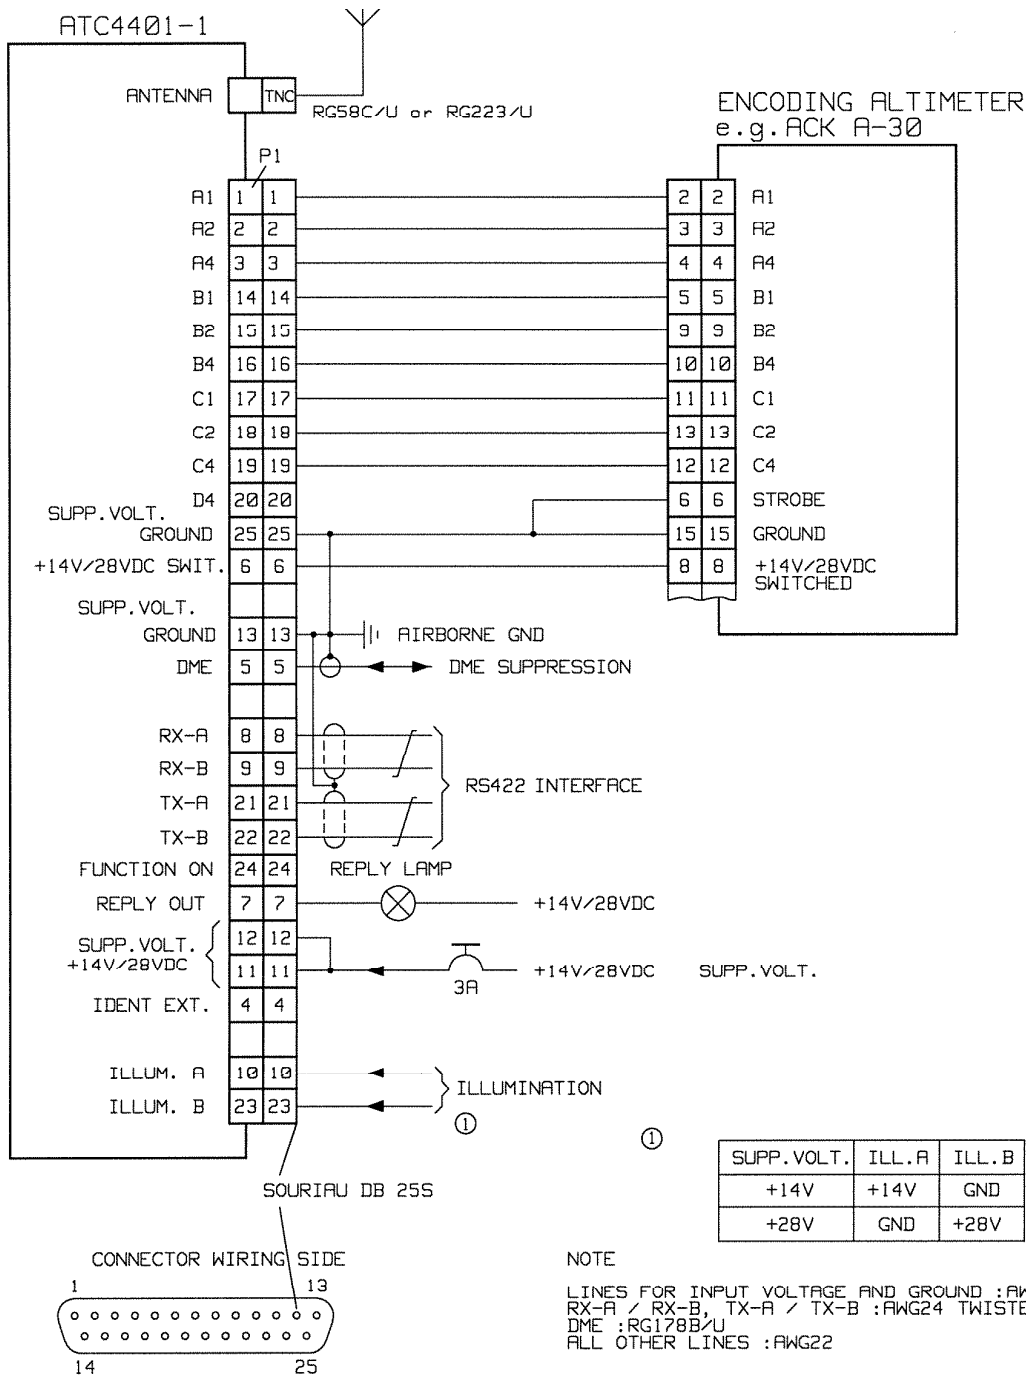 ATC4401-1
ANTENNA TNC
RG58C/U or RG223/U
ENCODING ALTIMETER
e.g. ACK A-30
P1
A1 1 1 2 2 A1
A2 2 2 3 3 A2
A4 3 3 4 4 A4
B1 14 14 5 5 B1
B2 15 15 9 9 B2
B4 16 16 10 10 B4
C1 17 17 11 11 C1
C2 18 18 13 13 C2
C4 19 19 12 12 C4
D4 20 20 6 6 STROBE
SUPP.VOLT.
GROUND 25 25 15 15 GROUND
+14V/28VDC SWIT. 6 6 8 8 +14V/28VDC
SWITCHED
SUPP.VOLT.
GROUND 13 13 AIRBORNE GND
DME 5 5 DME SUPPRESSION
RX-A 8 8
RX-B 9 9
RS422 INTERFACE
TX-A 21 21
TX-B 22 22
FUNCTION ON 24 24 REPLY LAMP
REPLY OUT 7 7 +14V/28VDC
SUPP.VOLT. 12 12
+14V/28VDC 11 11 +14V/28VDC SUPP.VOLT.
3A
IDENT EXT. 4 4
ILLUM. A 10 10
ILLUMINATION
ILLUM. B 23 23
1
1
SUPP.VOLT. ILL.A ILL.B
+14V +14V GND
+28V GND +28V
SOURIAU DB 25S
CONNECTOR WIRING SIDE
1 13
14 25
NOTE
LINES FOR INPUT VOLTAGE AND GROUND :AW
RX-A / RX-B, TX-A / TX-B :AWG24 TWISTE
DME :RG178B/U
ALL OTHER LINES :AWG22